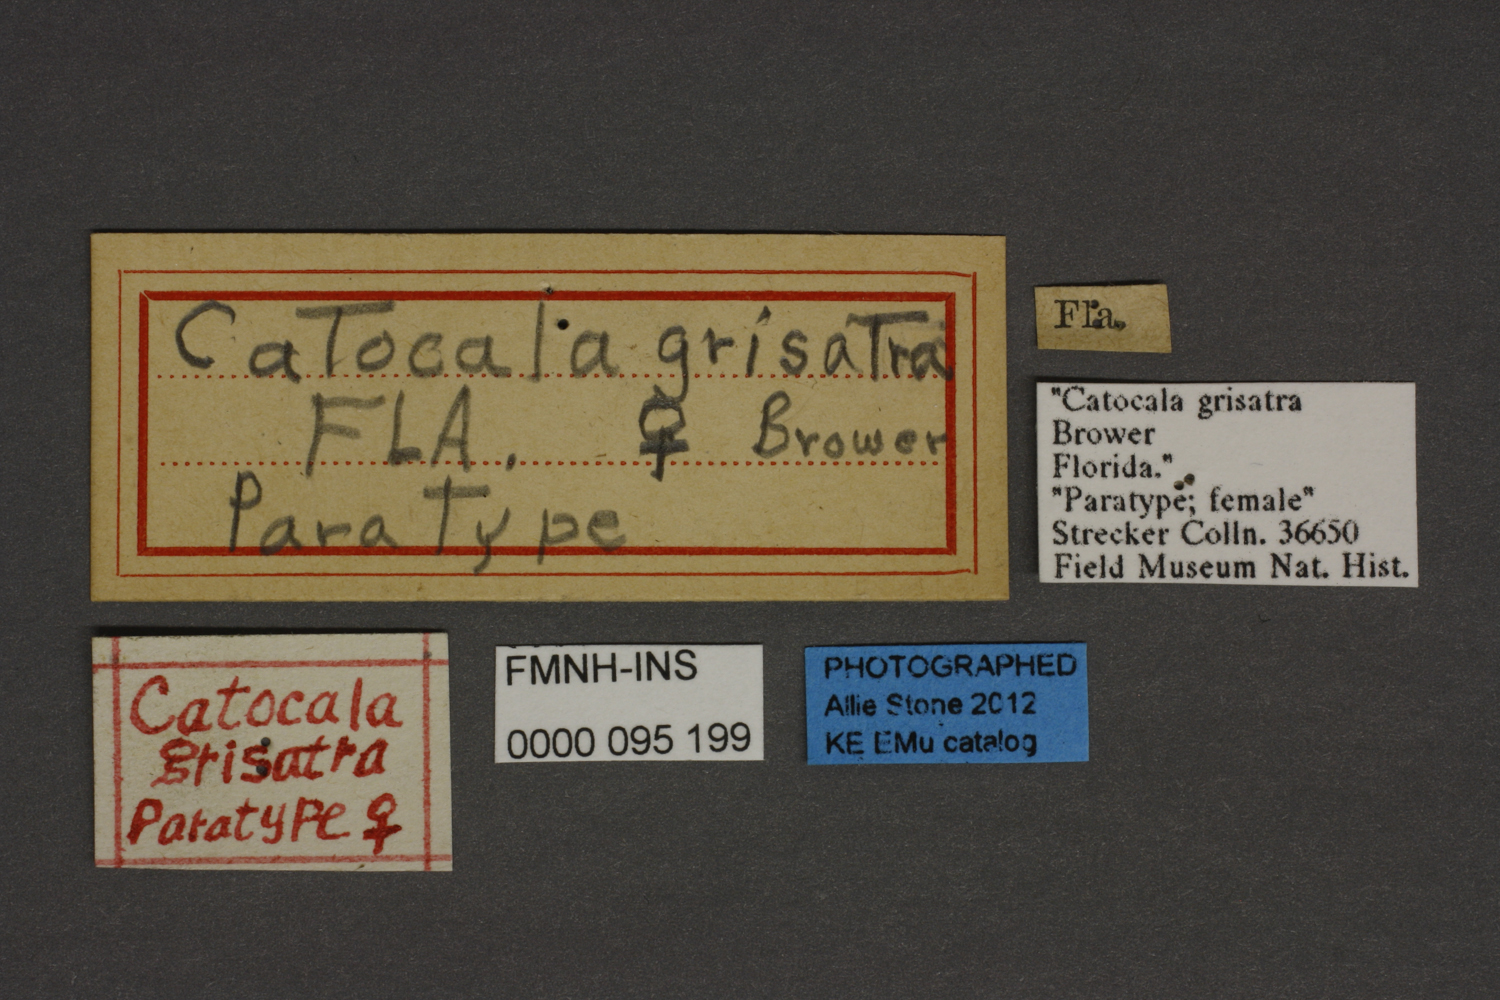 Catocala grisatra
FLA. ♀ Brower
Paratype
Fla.
"Catocala grisatra
Brower
Florida."
"Paratype; female"
Strecker Colln. 36650
Field Museum Nat. Hist.
Catocala
grisatra
Paratype ♀
FMNH-INS
0000 095 199
PHOTOGRAPHED
Allie Stone 2012
KE EMu catalog